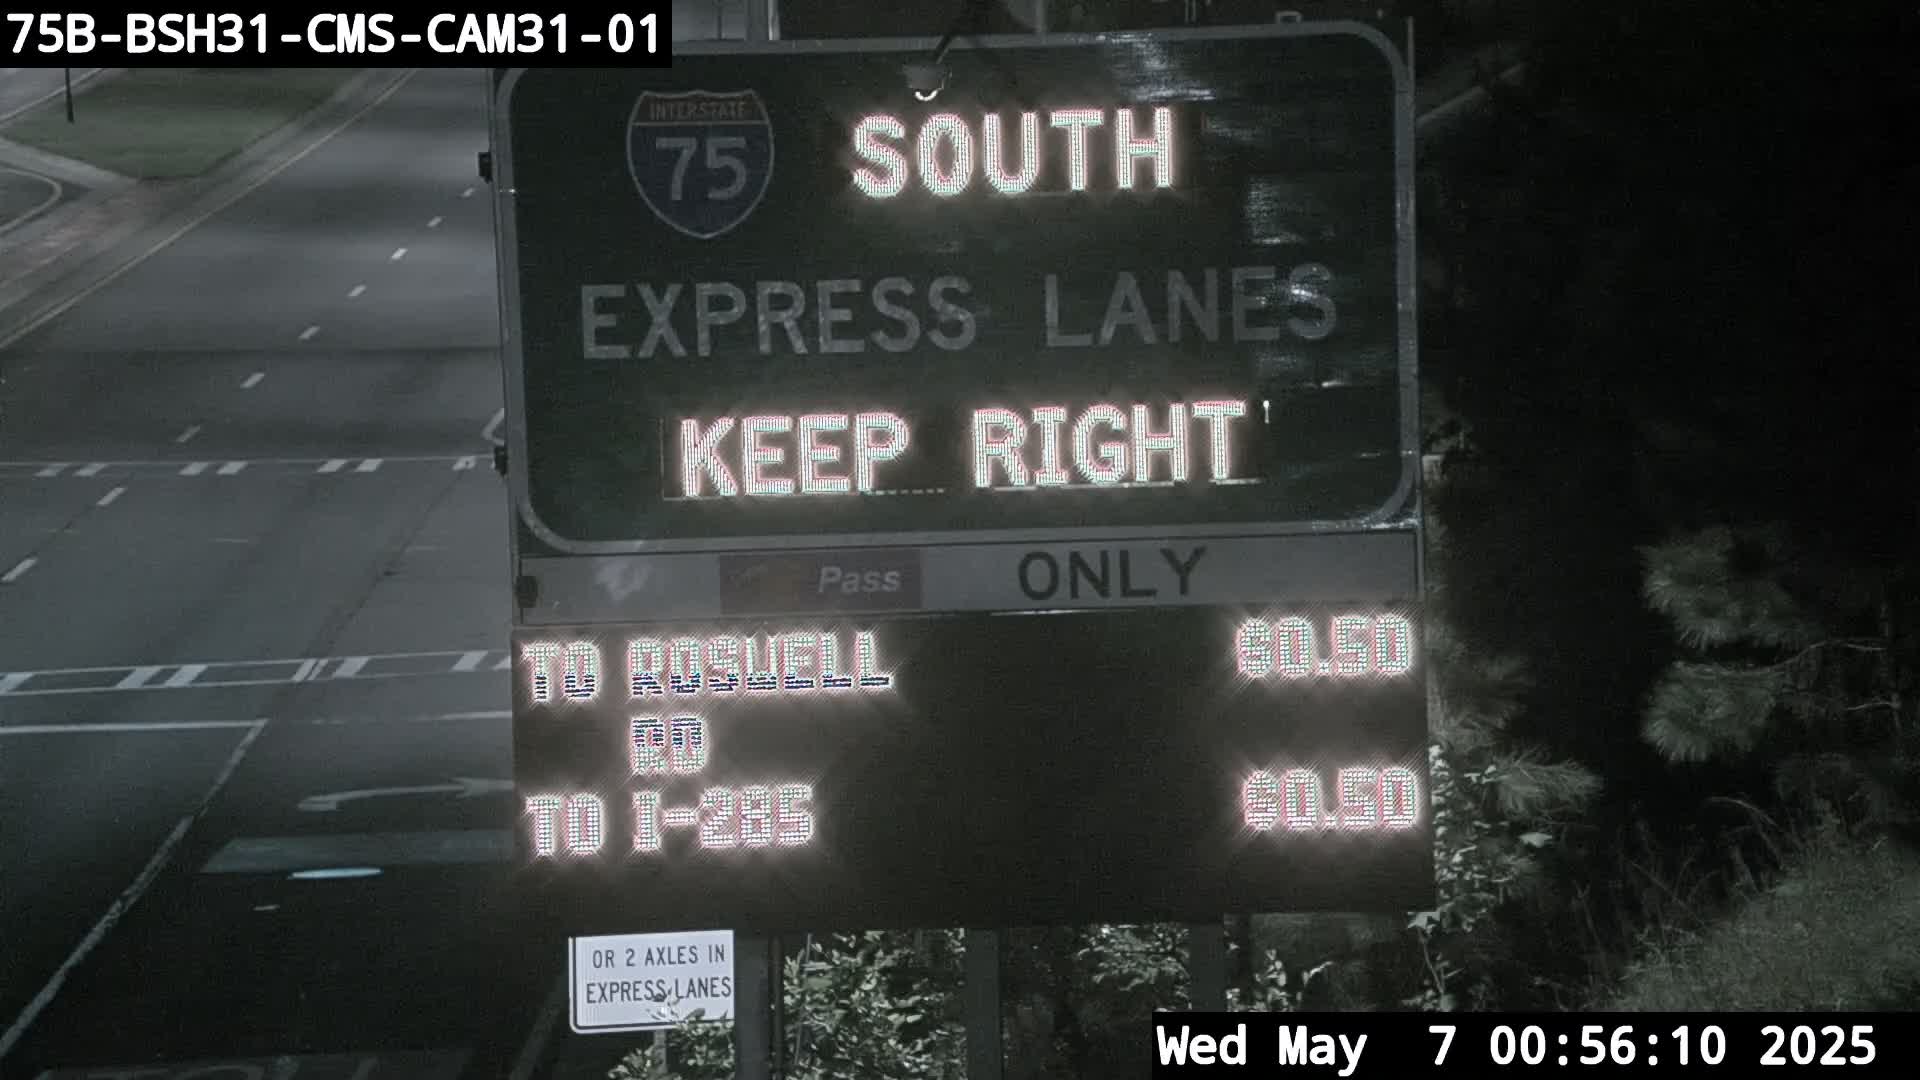 75B-BSH31-CMS-CAM31-01
INTERSTATE
75
SOUTH
EXPRESS LANES
KEEP RIGHT
Pass ONLY
TO ROSWELL $0.50
RD
TO I-285 $0.50
OR 2 AXLES IN
EXPRESS LANES
Wed May 7 00:56:10 2025